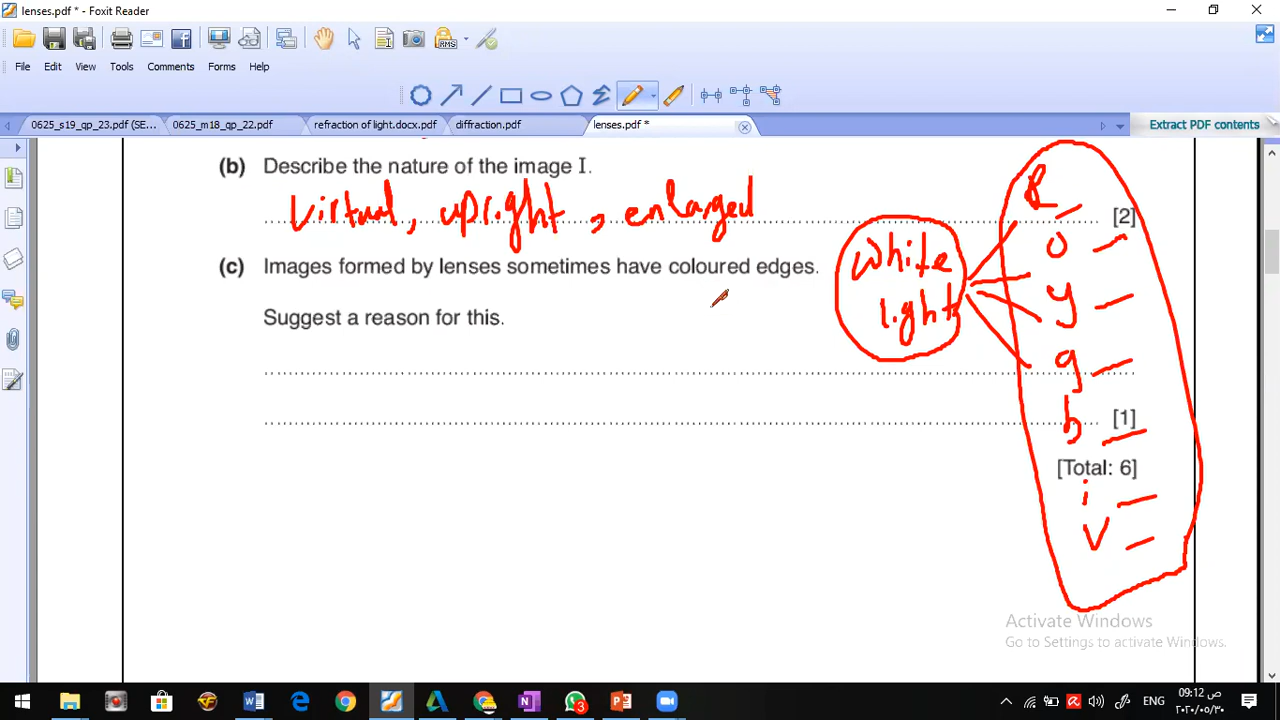 lenses.pdf * - Foxit Reader
File Edit View Tools Comments Forms Help
0625_s19_qp_23.pdf (SE... 0625_m18_qp_22.pdf refraction of light.docx.pdf diffraction.pdf lenses.pdf * Extract PDF contents
(b) Describe the nature of the image I.
Virtual, upright, enlarged
[2]
(c) Images formed by lenses sometimes have coloured edges.
Suggest a reason for this.
[1]
[Total: 6]
white
light
R
o
y
g
b
i
v
Activate Windows
Go to Settings to activate Windows.
ENG 09:12 ص
٢٠٢٠/٠٥/٣٠